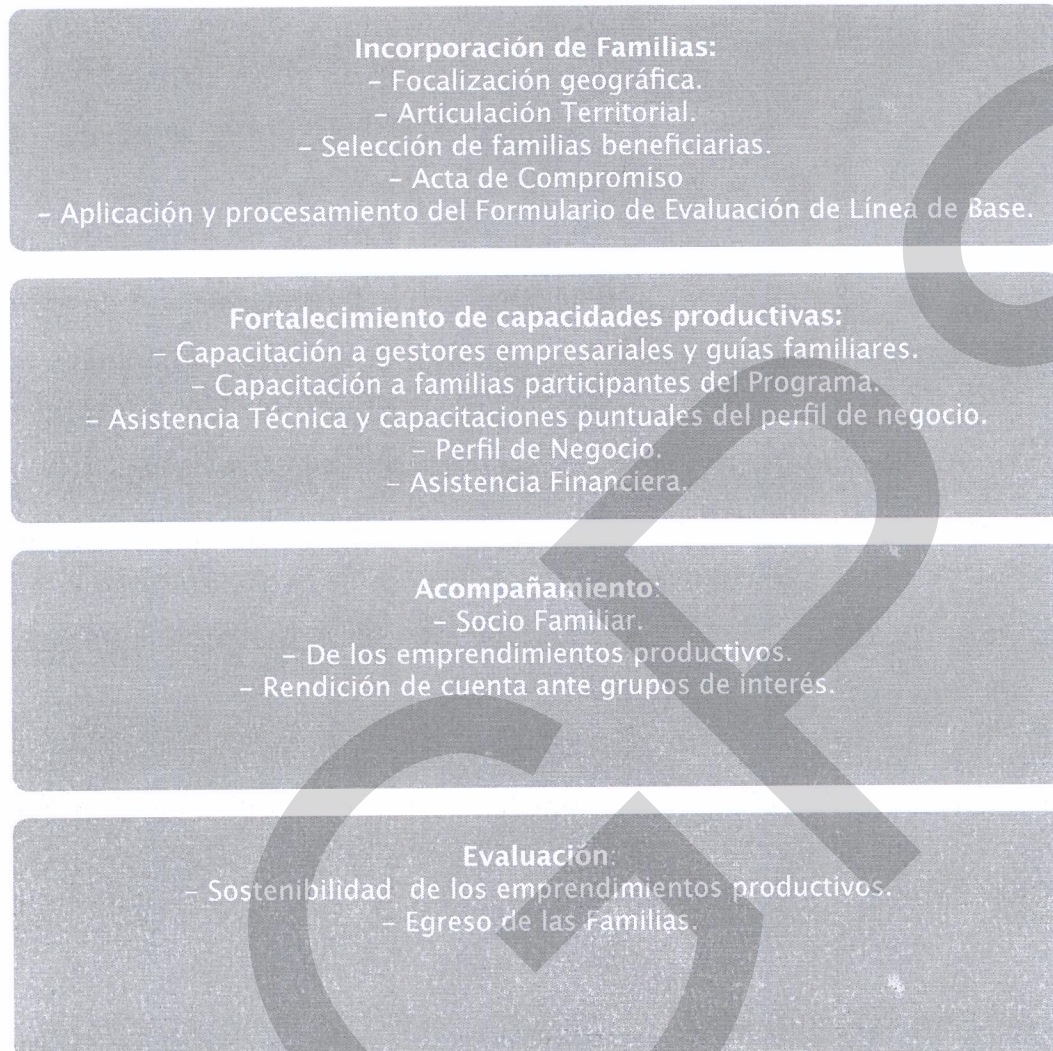 Incorporación de Familias:
– Focalización geográfica.
– Articulación Territorial.
– Selección de familias beneficiarias.
– Acta de Compromiso
– Aplicación y procesamiento del Formulario de Evaluación de Línea de Base.
Fortalecimiento de capacidades productivas:
– Capacitación a gestores empresariales y guías familiares.
– Capacitación a familias participantes del Programa.
– Asistencia Técnica y capacitaciones puntuales del perfil de negocio.
– Perfil de Negocio.
– Asistencia Financiera.
Acompañamiento:
– Socio Familiar.
– De los emprendimientos productivos.
– Rendición de cuenta ante grupos de interés.
Evaluación:
– Sostenibilidad de los emprendimientos productivos.
– Egreso de las Familias.